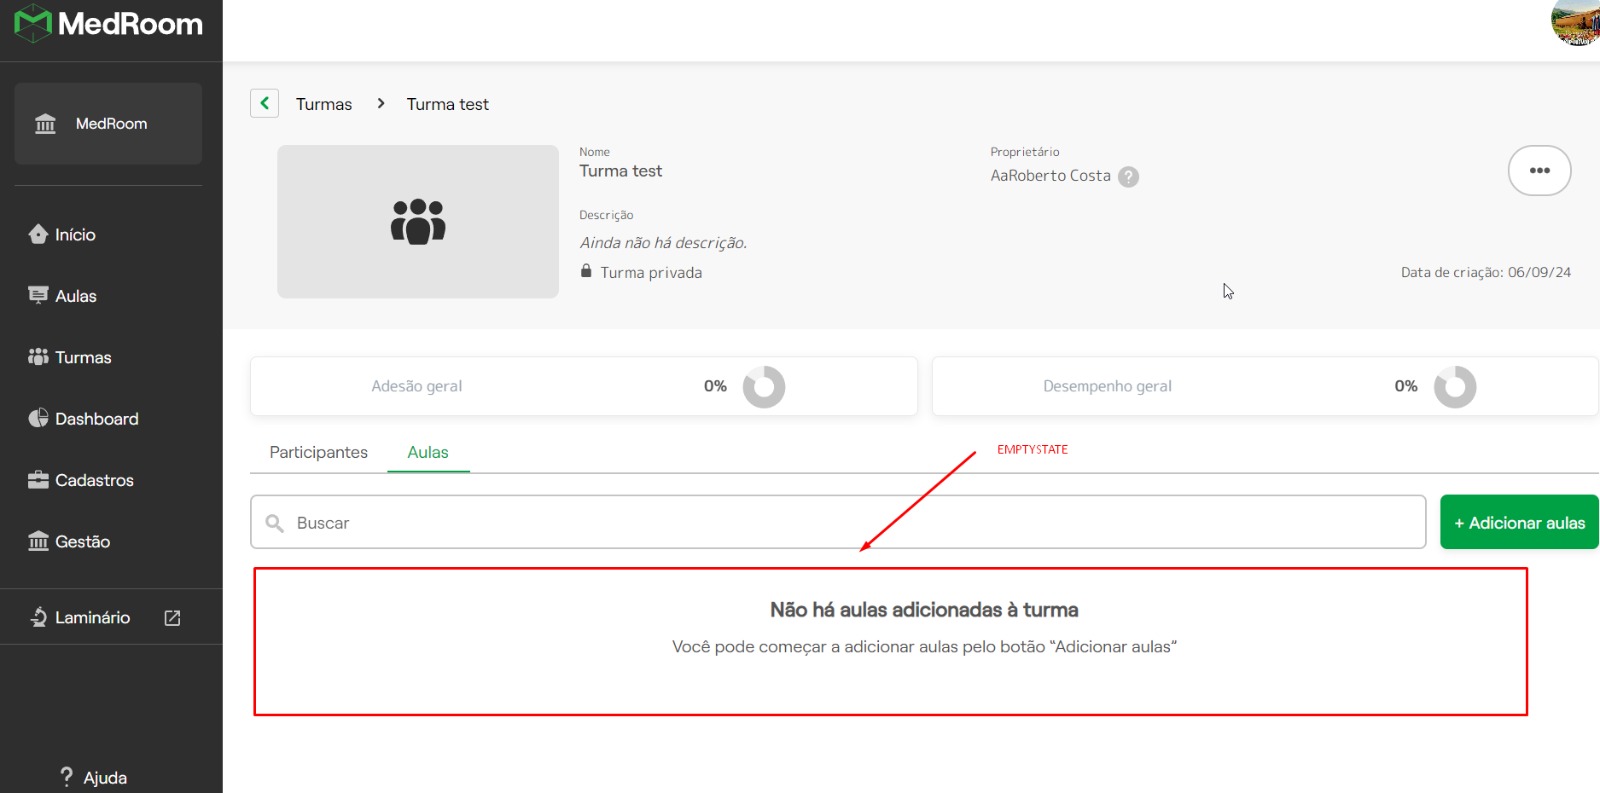 MedRoom
MedRoom
Início
Aulas
Turmas
Dashboard
Cadastros
Gestão
Laminário
? Ajuda
Turmas > Turma test
Nome
Turma test
Proprietário
AaRoberto Costa ?
•••
Descrição
Ainda não há descrição.
Turma privada
Data de criação: 06/09/24
Adesão geral 0%
Desempenho geral 0%
Participantes Aulas
EMPTYSTATE
Buscar
+ Adicionar aulas
Não há aulas adicionadas à turma
Você pode começar a adicionar aulas pelo botão “Adicionar aulas”